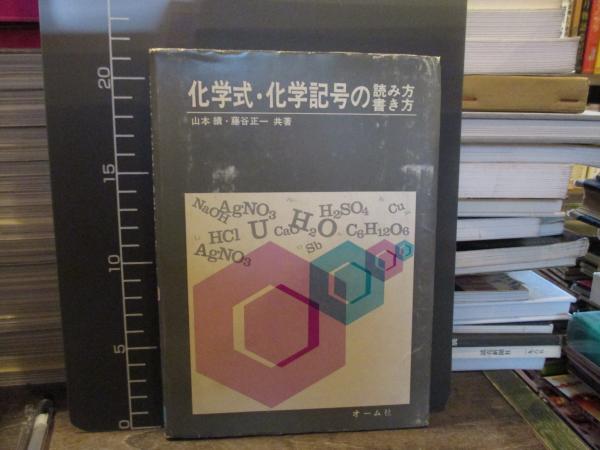 化学式・化学記号の読み方
書き方
山本 績・藤谷正一 共著
NaOH
AgNO3
H2SO4
Cu
HCl
U
CaO
H2O
C6H12O6
AgNO3
Sb
オーム社
20
15
10
5
0